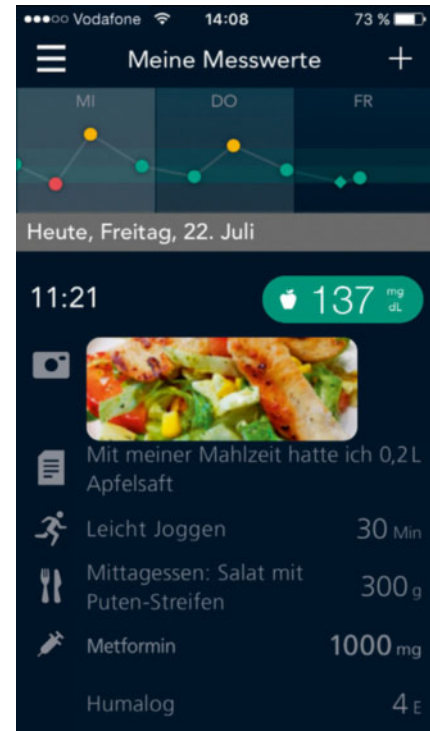 Vodafone 14:08 73 %
Meine Messwerte
MI DO FR
Heute, Freitag, 22. Juli
11:21 137 mg dL
Mit meiner Mahlzeit hatte ich 0,2 L
Apfelsaft
Leicht Joggen 30 Min
Mittagessen: Salat mit
Puten-Streifen 300 g
Metformin 1000 mg
Humalog 4 E